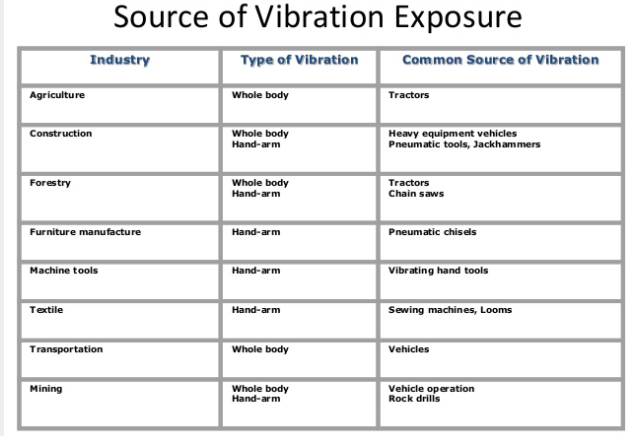 Source of Vibration Exposure
Industry Type of Vibration Common Source of Vibration
Agriculture Whole body Tractors
Construction Whole body Heavy equipment vehicles
Hand-arm Pneumatic tools, Jackhammers
Forestry Whole body Tractors
Hand-arm Chain saws
Furniture manufacture Hand-arm Pneumatic chisels
Machine tools Hand-arm Vibrating hand tools
Textile Hand-arm Sewing machines, Looms
Transportation Whole body Vehicles
Mining Whole body Vehicle operation
Hand-arm Rock drills